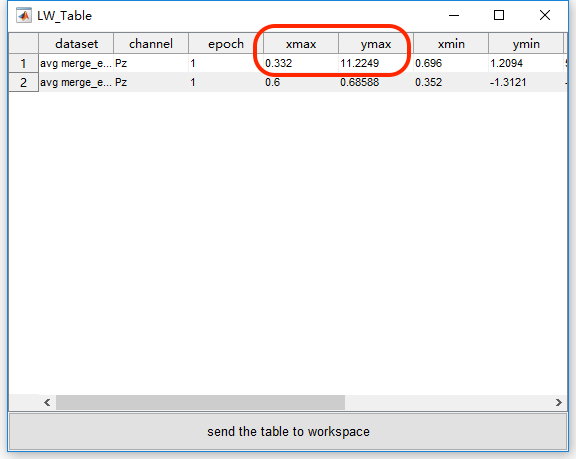 LW_Table
dataset channel epoch xmax ymax xmin ymin
1 avg merge_e... Pz 1 0.332 11.2249 0.696 1.2094
2 avg merge_e... Pz 1 0.6 0.68588 0.352 -1.3121
send the table to workspace